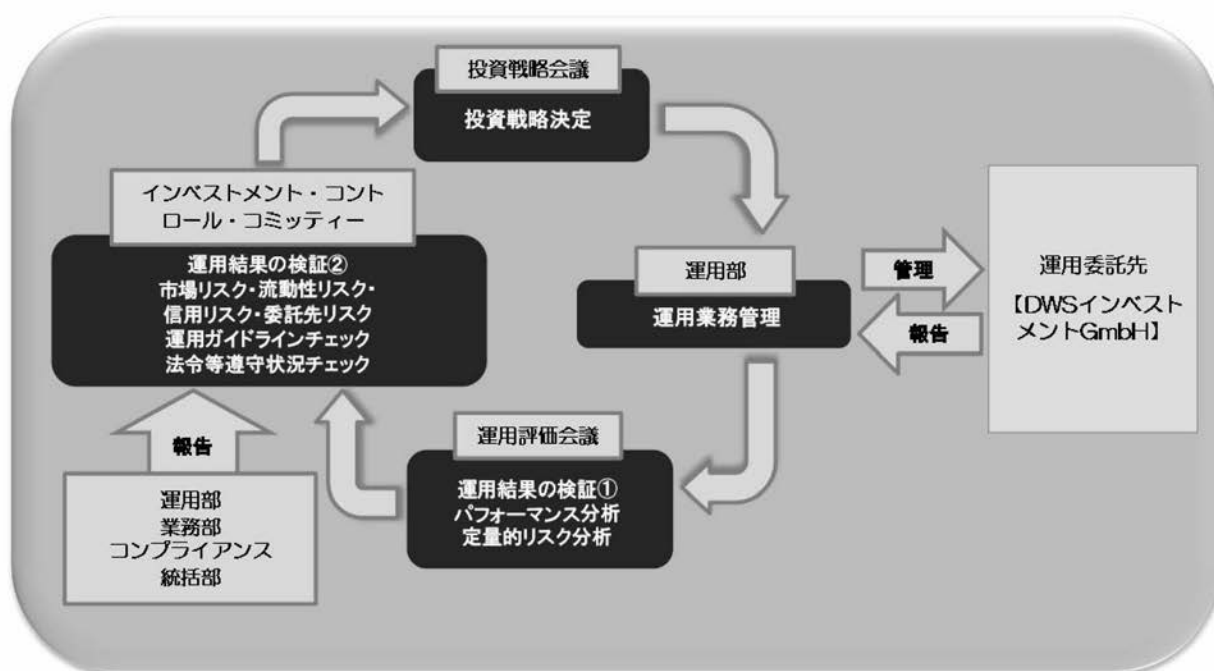 投資戦略会議
投資戦略決定
インベストメント・コント
ロール・コミッティー
運用結果の検証②
市場リスク・流動性リスク・
信用リスク・委託先リスク
運用ガイドラインチェック
法令等遵守状況チェック
運用部
運用業務管理
管理
報告
運用委託先
【DWSインベスト
メントGmbH】
運用評価会議
運用結果の検証①
パフォーマンス分析
定量的リスク分析
報告
運用部
業務部
コンプライアンス
統括部